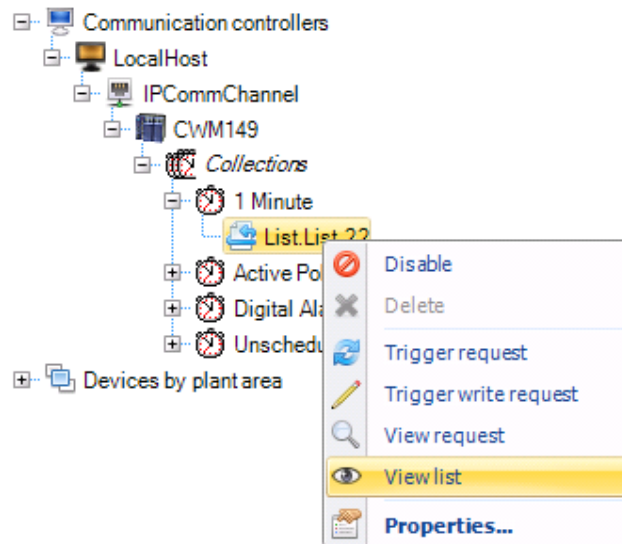 Communication controllers
LocalHost
IPCommChannel
CWM149
Collections
1 Minute
List.List.22
Active Pol
Digital Ala
Unschedu
Devices by plant area
Disable
Delete
Trigger request
Trigger write request
View request
View list
Properties...